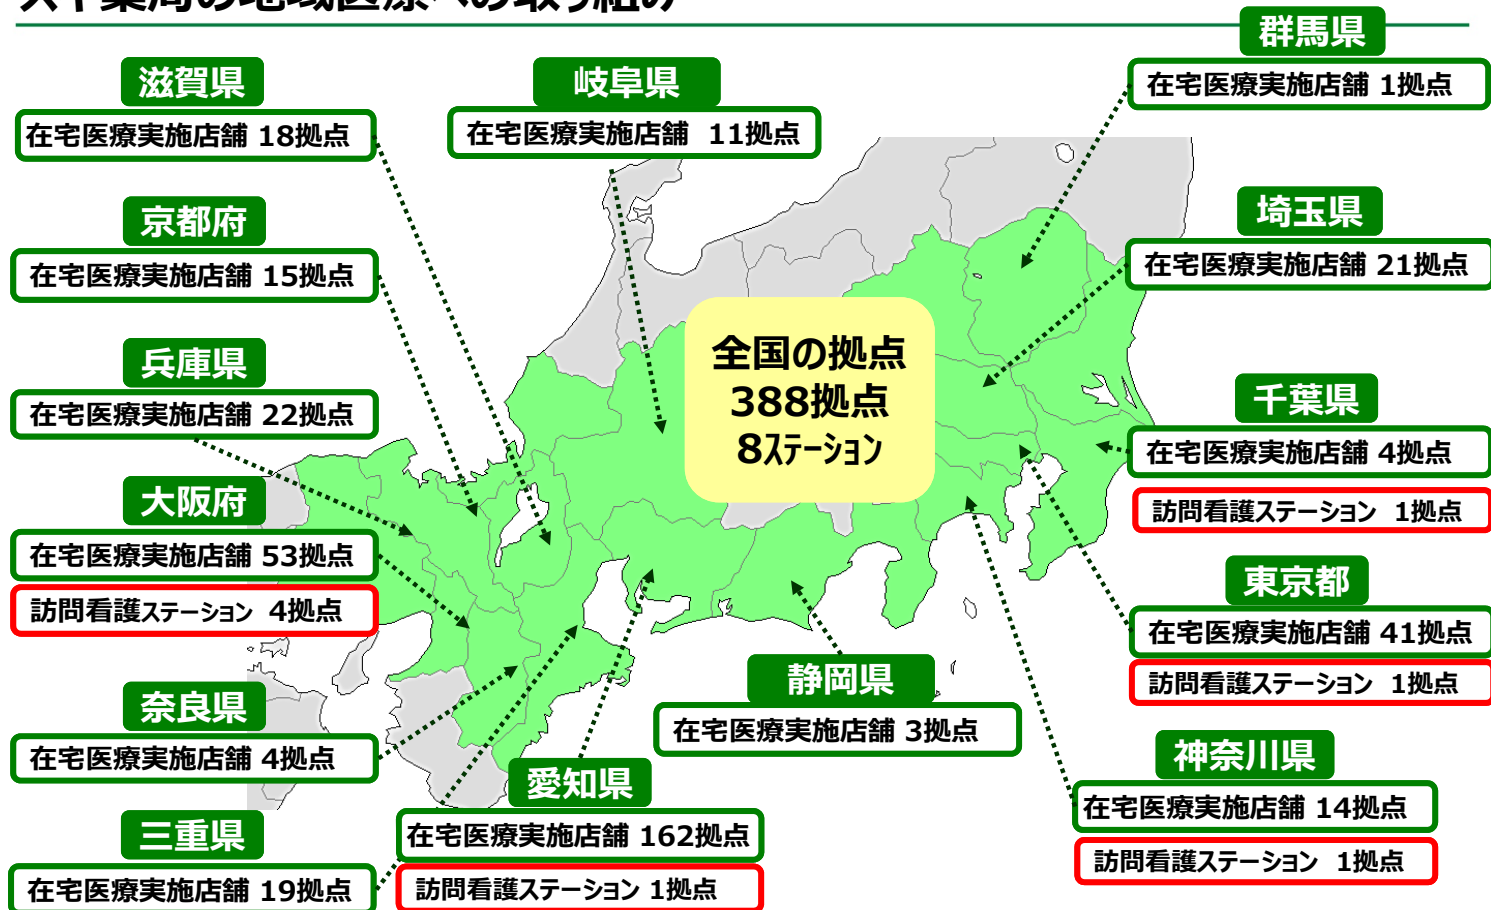 スギ薬局の地域医療への取り組み
群馬県
在宅医療実施店舗 1拠点
滋賀県
在宅医療実施店舗 18拠点
岐阜県
在宅医療実施店舗 11拠点
京都府
在宅医療実施店舗 15拠点
埼玉県
在宅医療実施店舗 21拠点
全国の拠点
388拠点
8ステーション
兵庫県
在宅医療実施店舗 22拠点
千葉県
在宅医療実施店舗 4拠点
訪問看護ステーション 1拠点
大阪府
在宅医療実施店舗 53拠点
訪問看護ステーション 4拠点
東京都
在宅医療実施店舗 41拠点
訪問看護ステーション 1拠点
奈良県
在宅医療実施店舗 4拠点
静岡県
在宅医療実施店舗 3拠点
神奈川県
在宅医療実施店舗 14拠点
訪問看護ステーション 1拠点
三重県
在宅医療実施店舗 19拠点
愛知県
在宅医療実施店舗 162拠点
訪問看護ステーション 1拠点